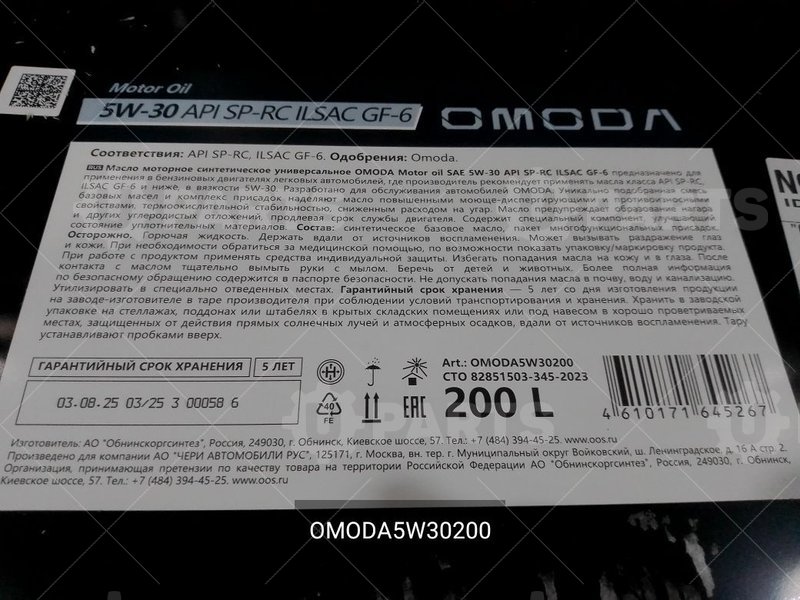 Motor Oil
5W-30 API SP-RC ILSAC GF-6
OMODA
Соответствия: API SP-RC, ILSAC GF-6. Одобрения: Omoda.
RUS Масло моторное синтетическое универсальное OMODA Motor oil SAE 5W-30 API SP-RC ILSAC GF-6 предназначено для
применения в бензиновых двигателях легковых автомобилей, где производитель рекомендует применять масла класса API SP-RC,
ILSAC GF-6 и ниже, в вязкости 5W-30. Разработано для обслуживания автомобилей OMODA. Уникально подобранная смесь
базовых масел и комплекс присадок наделяют масло повышенными моюще-диспергирующими и противоизносными
свойствами, термоокислительной стабильностью, сниженным расходом на угар. Масло предупреждает образование нагара
и других углеродистых отложений, продлевая срок службы двигателя. Содержит специальный компонент, улучшающий
состояние уплотнительных материалов. Состав: синтетическое базовое масло, пакет многофункциональных присадок.
Осторожно. Горючая жидкость. Держать вдали от источников воспламенения. Может вызывать раздражение глаз
и кожи. При необходимости обратиться за медицинской помощью, по возможности показать упаковку/маркировку продукта.
При работе с продуктом применять средства индивидуальной защиты. Избегать попадания масла на кожу и в глаза. После
контакта с маслом тщательно вымыть руки с мылом. Беречь от детей и животных. Более полная информация
по безопасному обращению содержится в паспорте безопасности. Не допускать попадания масла в почву, воду и канализацию.
Утилизировать в специально отведенных местах. Гарантийный срок хранения — 5 лет со дня изготовления продукции
на заводе-изготовителе в таре производителя при соблюдении условий транспортирования и хранения. Хранить в заводской
упаковке на стеллажах, поддонах или штабелях в крытых складских помещениях или под навесом в хорошо проветриваемых
местах, защищенных от действия прямых солнечных лучей и атмосферных осадков, вдали от источников воспламенения. Тару
устанавливают пробками вверх.
ГАРАНТИЙНЫЙ СРОК ХРАНЕНИЯ 5 ЛЕТ
03.08.25 03/25 3 00058 6
40
FE
EAC
Арт.: OMODA5W30200
СТО 82851503-345-2023
200 L
4 610171 645267
Изготовитель: АО "Обнинскоргсинтез", Россия, 249030, г. Обнинск, Киевское шоссе, 57. Тел.: +7 (484) 394-45-25. www.oos.ru
Произведено для компании АО "ЧЕРИ АВТОМОБИЛИ РУС", 125171, г. Москва, вн. тер. г. Муниципальный округ Войковский, ш. Ленинградское, д. 16 А стр. 2.
Организация, принимающая претензии по качеству товара на территории Российской Федерации АО "Обнинскоргсинтез", Россия, 249030, г. Обнинск,
Киевское шоссе, 57. Тел.: +7 (484) 394-45-25. www.oos.ru
OMODA5W30200